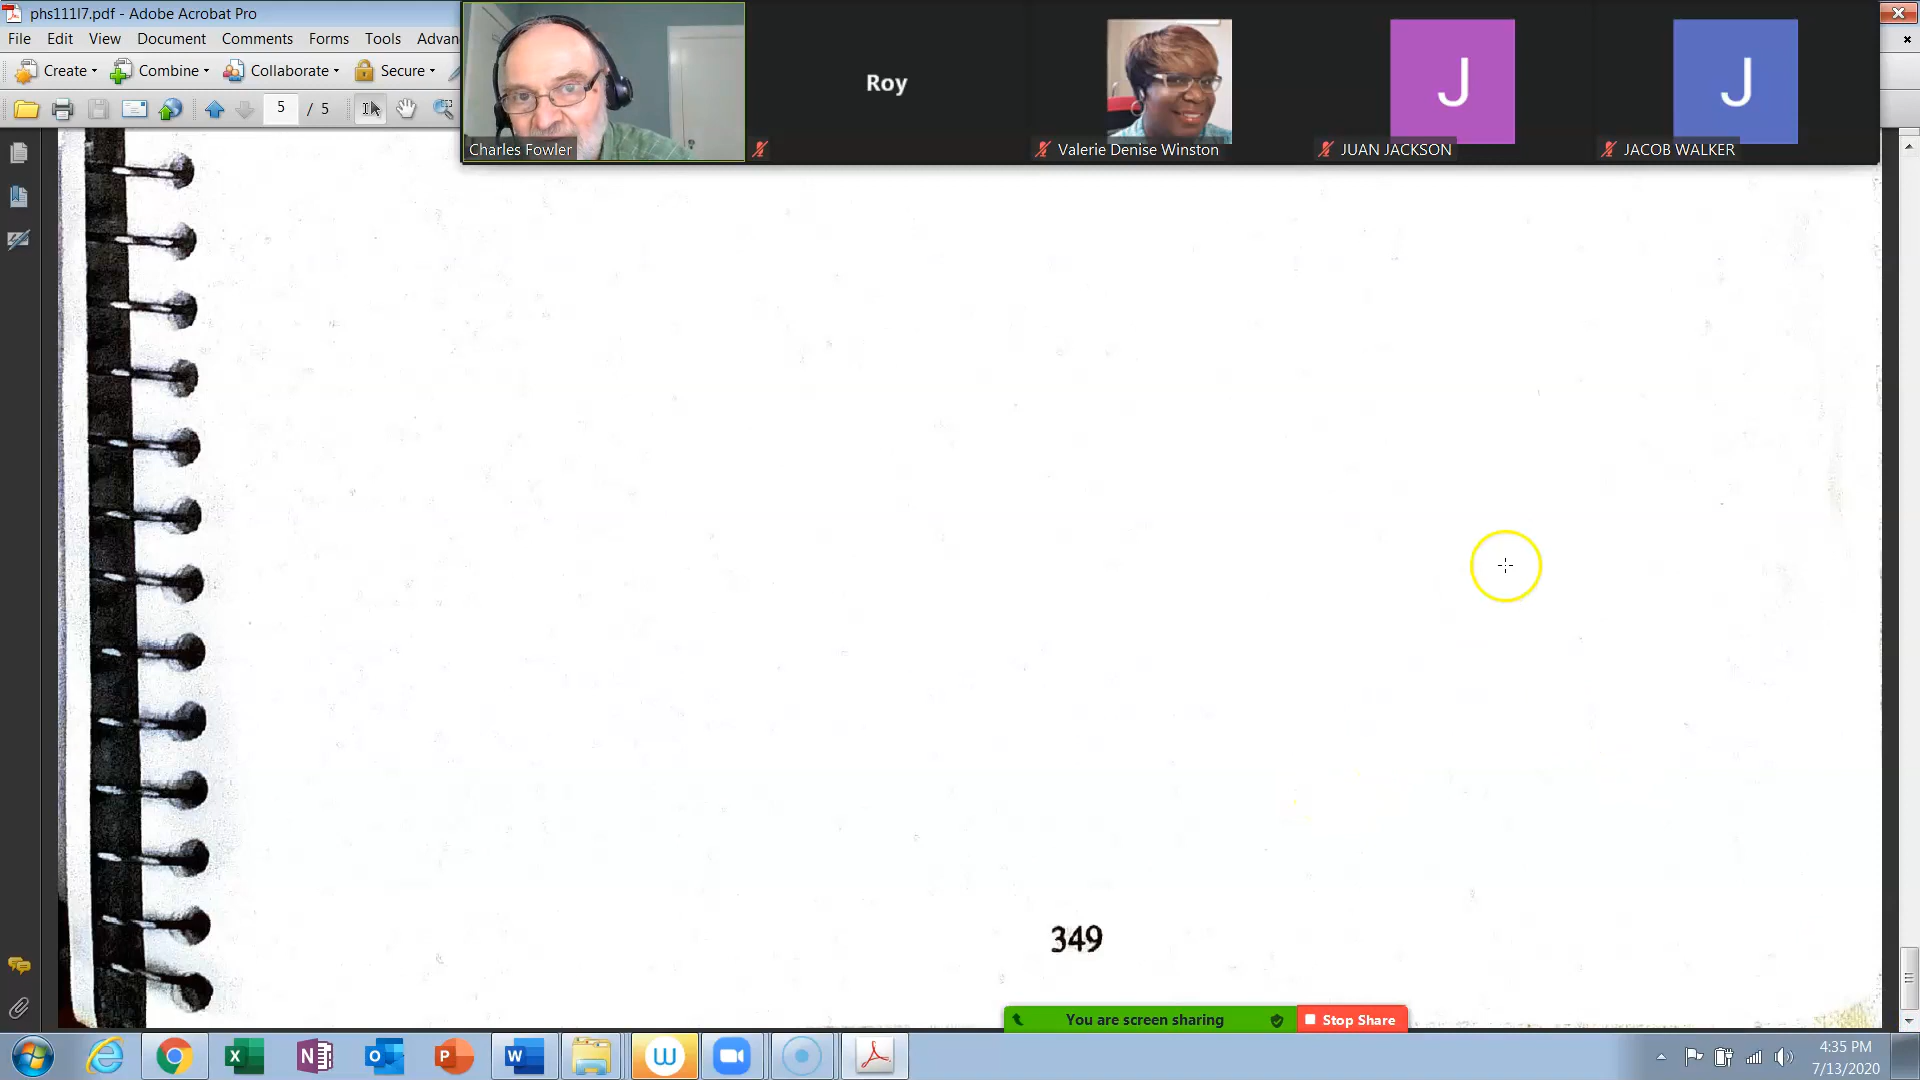 phs111l7.pdf - Adobe Acrobat Pro
File Edit View Document Comments Forms Tools Advan
Create Combine Collaborate Secure
5 / 5
Charles Fowler
Roy
Valerie Denise Winston
J
JUAN JACKSON
J
JACOB WALKER
349
You are screen sharing Stop Share
4:35 PM
7/13/2020